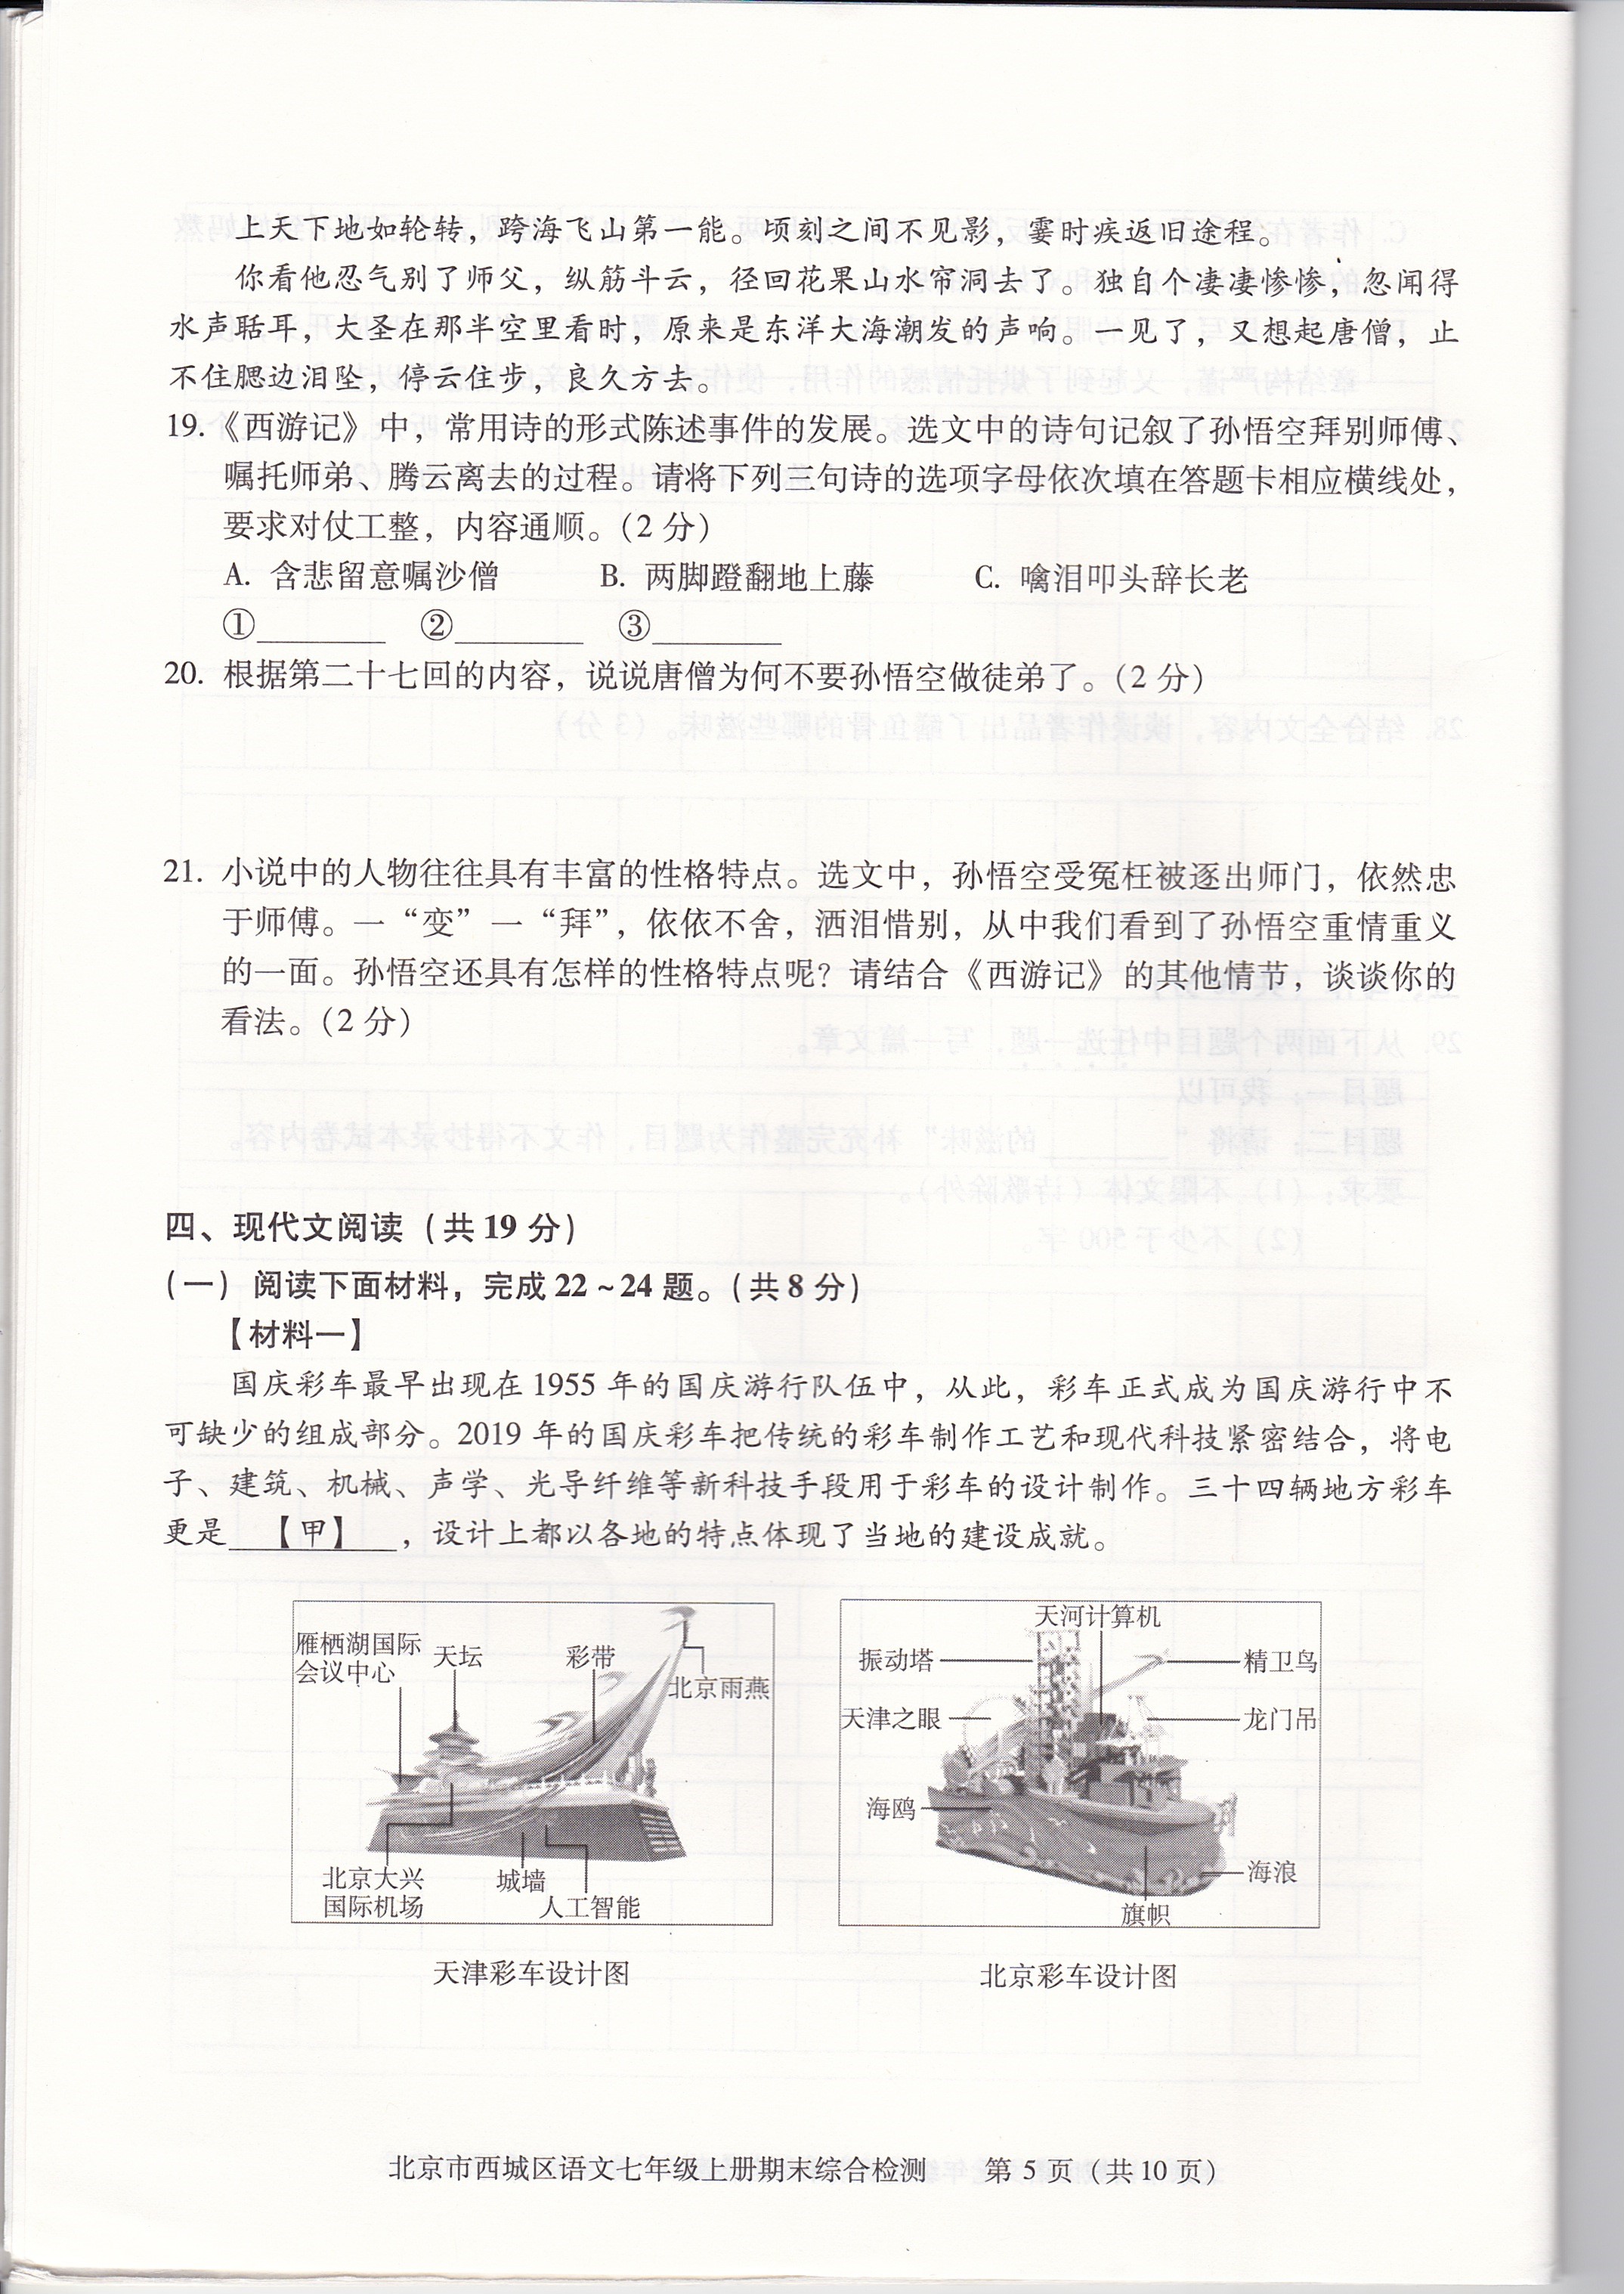 上天下地如轮转，跨海飞山第一能。顷刻之间不见影，霎时疾返旧途程。
你看他忍气别了师父，纵筋斗云，径回花果山水帘洞去了。独自个凄凄惨惨，忽闻得
水声聒耳，大圣在那半空里看时，原来是东洋大海潮发的声响。一见了，又想起唐僧，止
不住腮边泪坠，停云住步，良久方去。
19.《西游记》中，常用诗的形式陈述事件的发展。选文中的诗句记叙了孙悟空拜别师傅、
嘱托师弟、腾云离去的过程。请将下列三句诗的选项字母依次填在答题卡相应横线处，
要求对仗工整，内容通顺。（2 分）
A. 含悲留意嘱沙僧 B. 两脚蹬翻地上藤 C. 噙泪叩头辞长老
①________ ②________ ③________
20. 根据第二十七回的内容，说说唐僧为何不要孙悟空做徒弟了。（2 分）
21. 小说中的人物往往具有丰富的性格特点。选文中，孙悟空受冤枉被逐出师门，依然忠
于师傅。一“变”一“拜”，依依不舍，洒泪惜别，从中我们看到了孙悟空重情重义
的一面。孙悟空还具有怎样的性格特点呢？请结合《西游记》的其他情节，谈谈你的
看法。（2 分）
四、现代文阅读（共 19 分）
（一）阅读下面材料，完成 22 ~ 24 题。（共 8 分）
【材料一】
国庆彩车最早出现在 1955 年的国庆游行队伍中，从此，彩车正式成为国庆游行中不
可缺少的组成部分。2019 年的国庆彩车把传统的彩车制作工艺和现代科技紧密结合，将电
子、建筑、机械、声学、光导纤维等新科技手段用于彩车的设计制作。三十四辆地方彩车
更是 【甲】 ，设计上都以各地的特点体现了当地的建设成就。
雁栖湖国际
会议中心
天坛
彩带
北京雨燕
北京大兴
国际机场
城墙
人工智能
天津彩车设计图
天河计算机
振动塔
精卫鸟
天津之眼
龙门吊
海鸥
海浪
旗帜
北京彩车设计图
北京市西城区语文七年级上册期末综合检测 第 5 页（共 10 页）